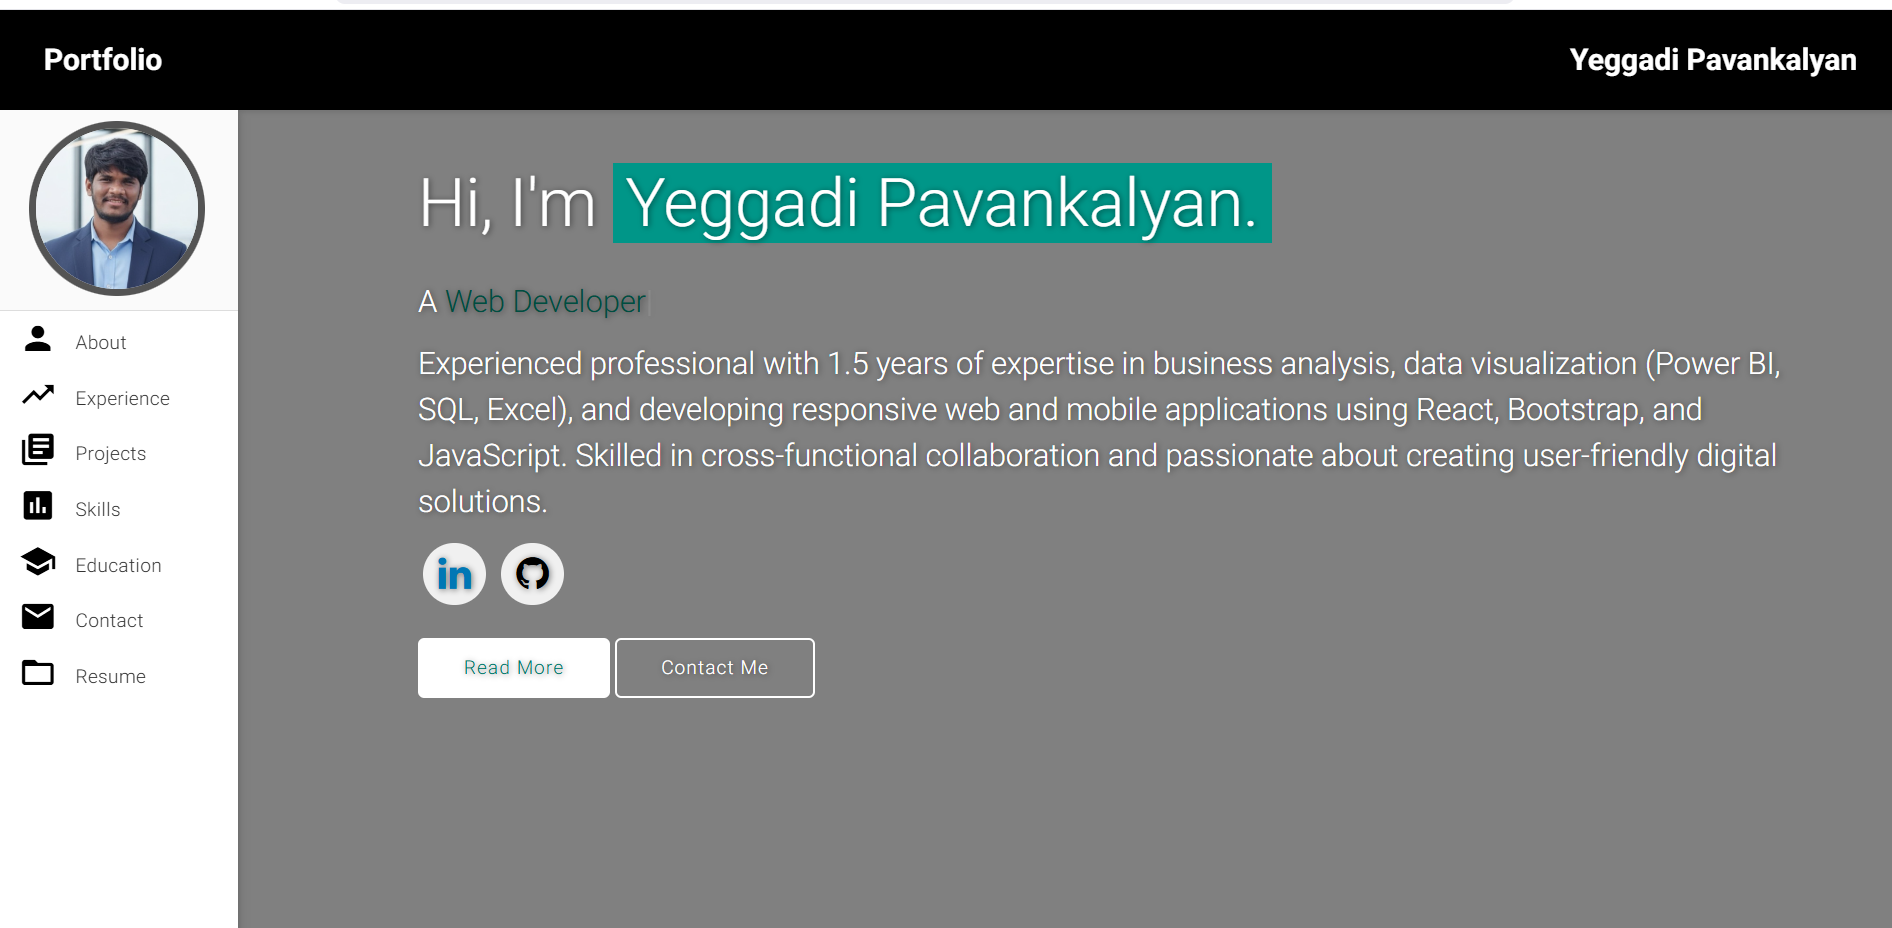 Portfolio
Yeggadi Pavankalyan
Hi, I'm Yeggadi Pavankalyan.
A Web Developer
Experienced professional with 1.5 years of expertise in business analysis, data visualization (Power BI,
SQL, Excel), and developing responsive web and mobile applications using React, Bootstrap, and
JavaScript. Skilled in cross-functional collaboration and passionate about creating user-friendly digital
solutions.
in
Read More
Contact Me
About
Experience
Projects
Skills
Education
Contact
Resume